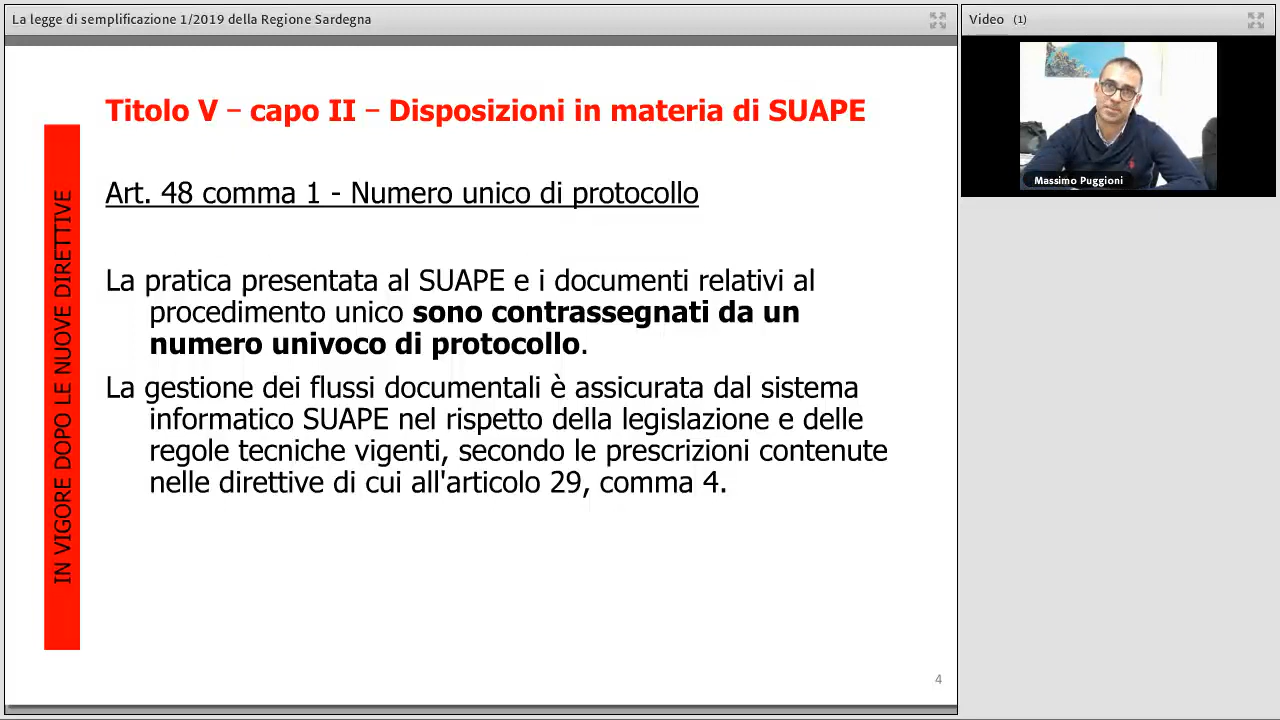 La legge di semplificazione 1/2019 della Regione Sardegna
Video (1)
Massimo Puggioni
Titolo V – capo II – Disposizioni in materia di SUAPE
IN VIGORE DOPO LE NUOVE DIRETTIVE
Art. 48 comma 1 - Numero unico di protocollo
La pratica presentata al SUAPE e i documenti relativi al
procedimento unico sono contrassegnati da un
numero univoco di protocollo.
La gestione dei flussi documentali è assicurata dal sistema
informatico SUAPE nel rispetto della legislazione e delle
regole tecniche vigenti, secondo le prescrizioni contenute
nelle direttive di cui all'articolo 29, comma 4.
4